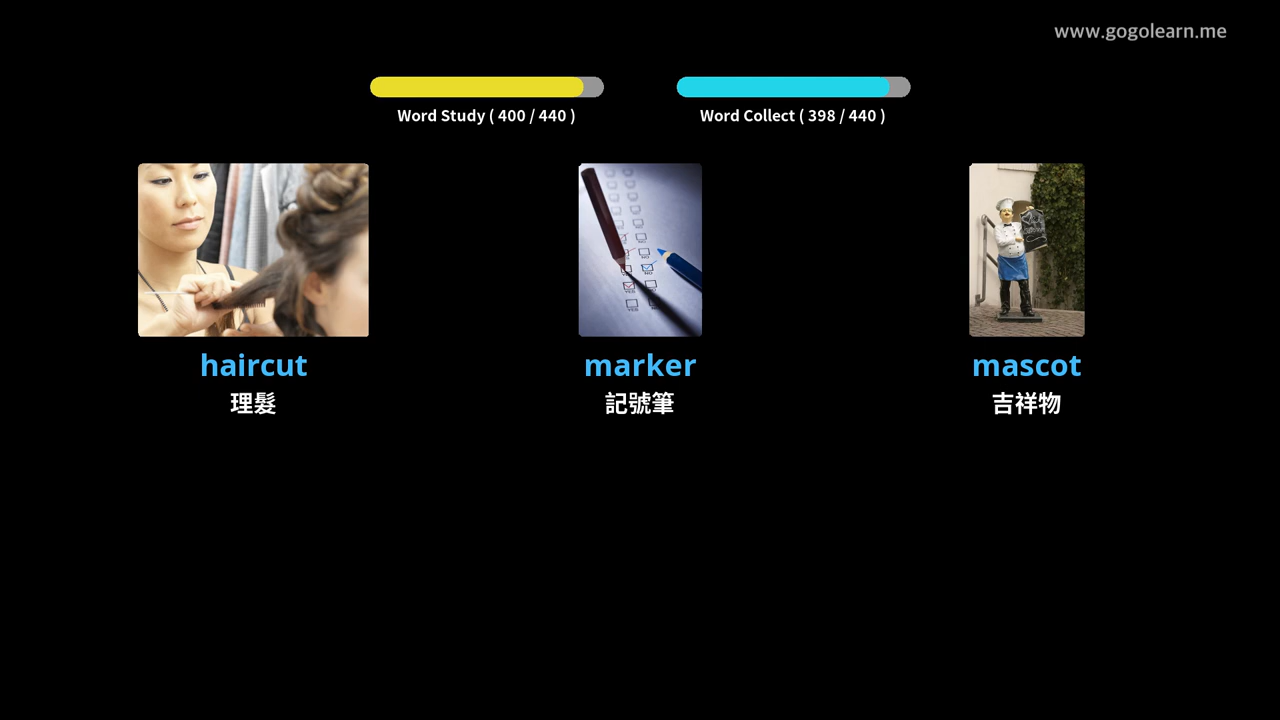 www.gogolearn.me
Word Study ( 400 / 440 )
Word Collect ( 398 / 440 )
haircut
marker
mascot
理髮
記號筆
吉祥物